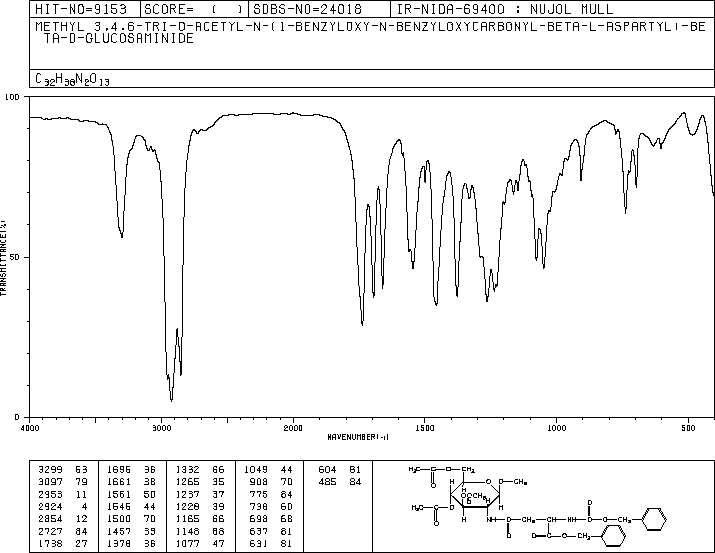 HIT-NO=9153 SCORE= ( ) SDBS-NO=24018 IR-NIDA-69400 : NUJOL MULL
METHYL 3,4,6-TRI-O-ACETYL-N-(1-BENZYLOXY-N-BENZYLOXYCARBONYL-BETA-L-ASPARTYL)-BE
TA-D-GLUCOSAMINIDE
C32H38N2O13
100
50
0
TRANSMITTANCE(%)
4000 3000 2000 1500 1000 500
WAVENUMBER(-1)
3299 63 1696 36 1332 66 1049 44 604 81
3097 79 1661 38 1265 35 908 70 485 84
2953 11 1561 50 1237 37 775 84
2924 4 1546 44 1228 39 738 60
2854 12 1500 70 1165 66 698 68
2727 84 1457 33 1148 68 637 81
1738 27 1378 36 1077 47 631 81